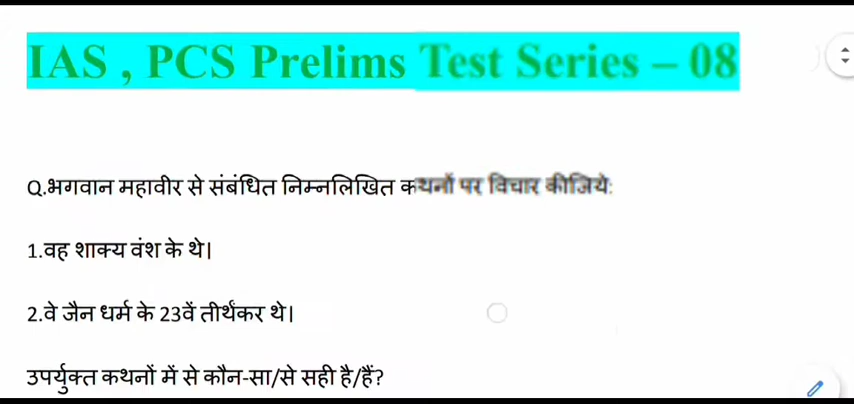 IAS , PCS Prelims Test Series – 08
Q.भगवान महावीर से संबंधित निम्नलिखित कथनों पर विचार कीजिये:
1.वह शाक्य वंश के थे।
2.वे जैन धर्म के 23वें तीर्थंकर थे।
उपर्युक्त कथनों में से कौन-सा/से सही है/हैं?